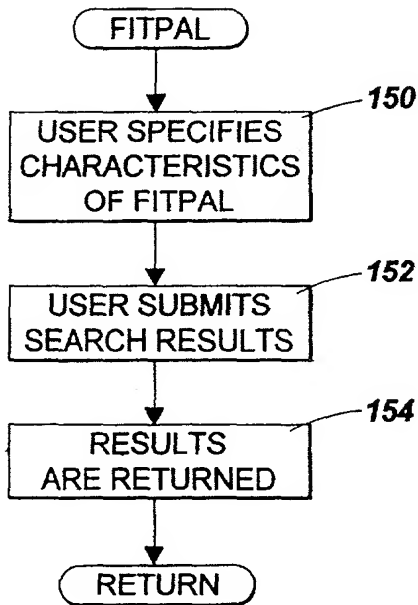 FITPAL
150
USER SPECIFIES
CHARACTERISTICS
OF FITPAL
152
USER SUBMITS
SEARCH RESULTS
154
RESULTS
ARE RETURNED
RETURN